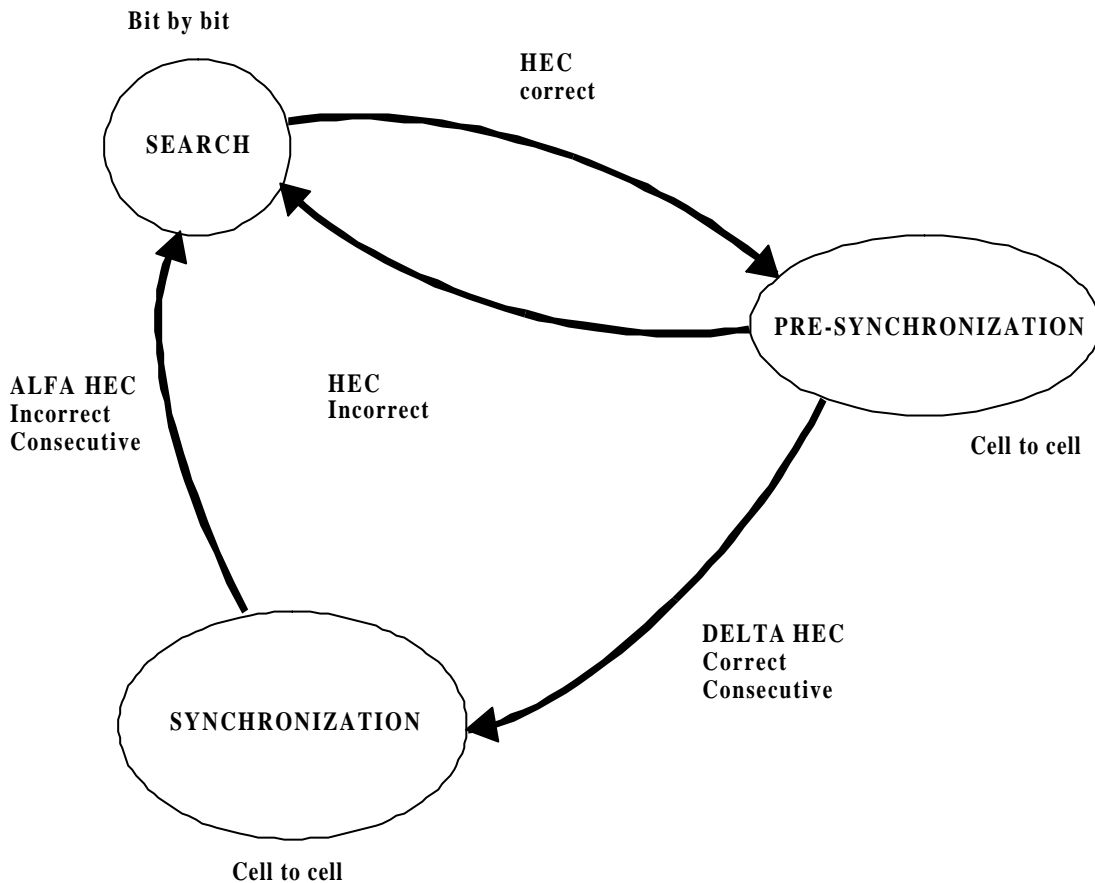 Bit by bit
HEC
correct
SEARCH
PRE-SYNCHRONIZATION
ALFA HEC
Incorrect
Consecutive
HEC
Incorrect
Cell to cell
DELTA HEC
Correct
Consecutive
SYNCHRONIZATION
Cell to cell